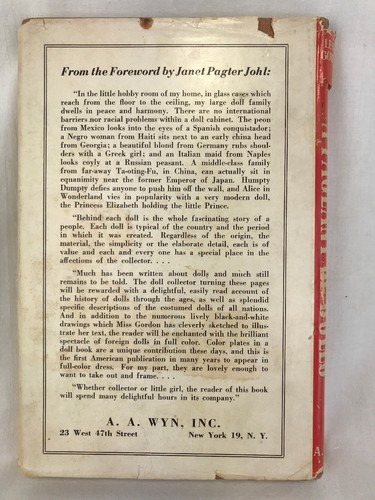 From the Foreword by Janet Pagter Johl:
"In the little hobby room of my home, in glass cases which
reach from the floor to the ceiling, my large doll family
dwells in peace and harmony. There are no international
barriers nor racial problems within a doll cabinet. The peon
from Mexico looks into the eyes of a Spanish conquistador;
a Negro woman from Haiti sits next to an early china head
from Georgia; a beautiful blond from Germany rubs shoul-
ders with a Greek girl; and an Italian maid from Naples
looks coyly at a Russian peasant. A middle-class family
from far-away Ta-oting-Fu, in China, can actually sit in
equanimity near the former Emperor of Japan. Humpty
Dumpty defies anyone to push him off the wall, and Alice in
Wonderland vies in popularity with a very modern doll,
the Princess Elizabeth holding the little Prince.
"Behind each doll is the whole fascinating story of a
people. Each doll is typical of the country and the period
in which it was created. Regardless of the origin, the
material, the simplicity or the elaborate detail, each is of
value and each and every one has a special place in the
affections of the collector. . . .
"Much has been written about dolls and much still
remains to be told. The doll collector turning these pages
will be rewarded with a delightful, easily read account of
the history of dolls through the ages, as well as splendid
specific descriptions of the costumed dolls of all nations.
And in addition to the numerous lively black-and-white
drawings which Miss Gordon has cleverly sketched to illus-
trate her text, the reader will be enchanted with the brilliant
spectacle of foreign dolls in full color. Color plates in a
doll book are a unique contribution these days, and this is
the first American publication in many years to appear in
full-color dress. For my part, they are lovely enough to
want to take out and frame. . . .
"Whether collector or little girl, the reader of this book
will spend many delightful hours in its company."
A. A. WYN, INC.
23 West 47th Street New York 19, N. Y.